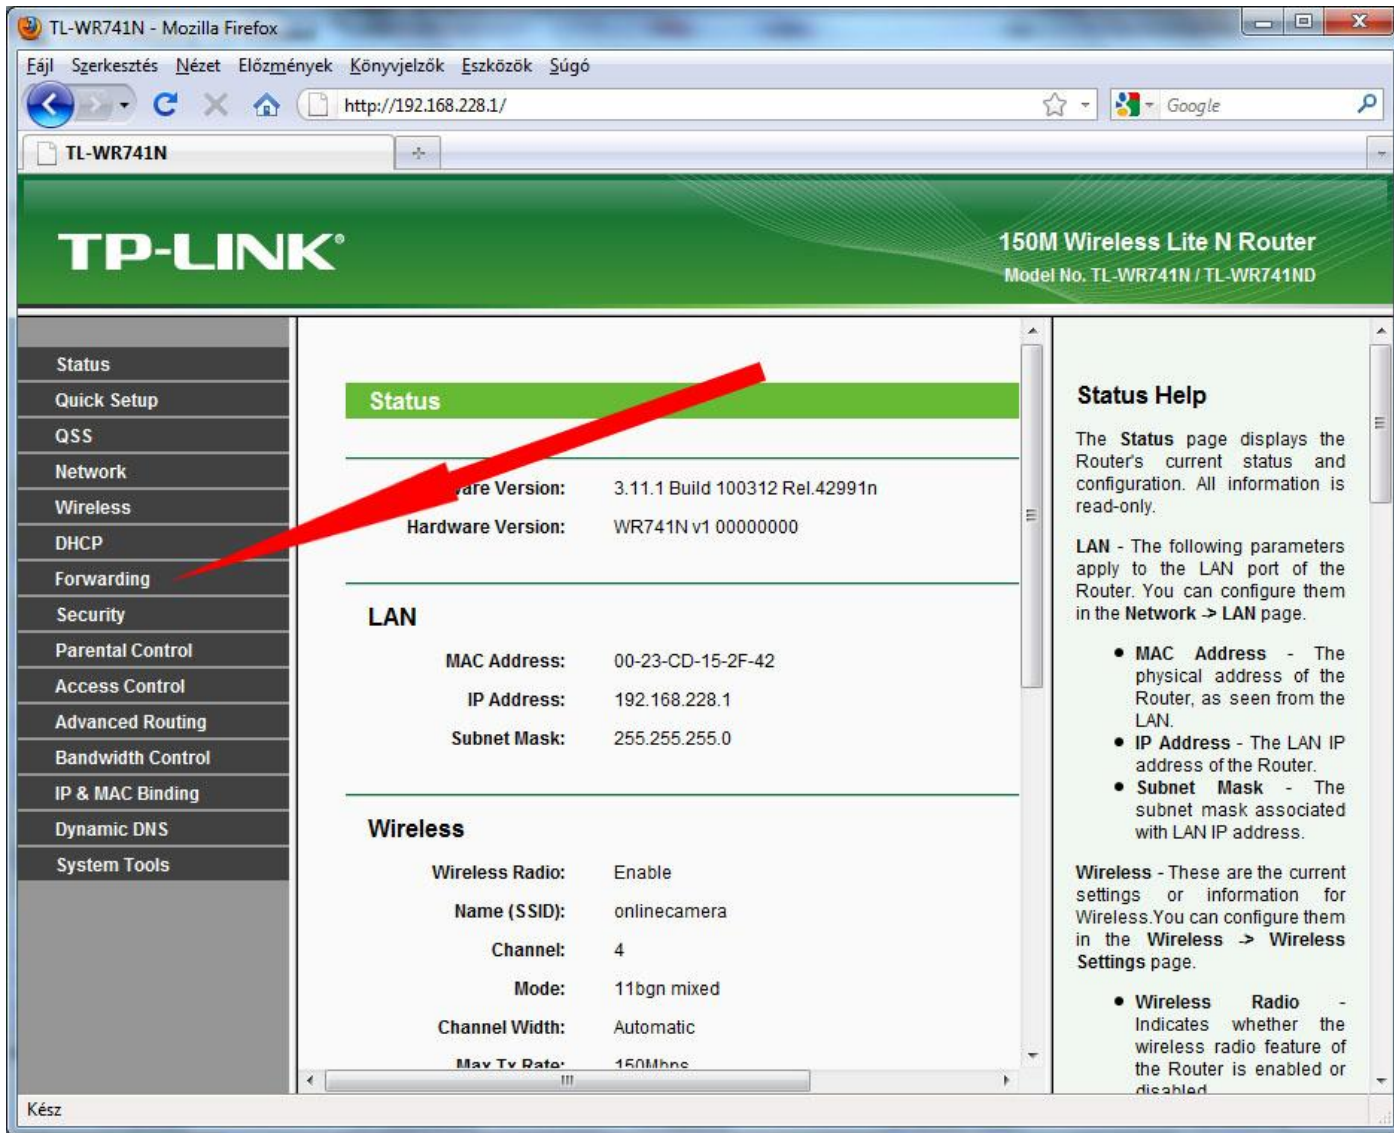 TL-WR741N - Mozilla Firefox
Fájl Szerkesztés Nézet Előzmények Könyvjelzők Eszközök Súgó
http://192.168.228.1/
Google
TL-WR741N
TP-LINK®
150M Wireless Lite N Router
Model No. TL-WR741N / TL-WR741ND
Status
Quick Setup
QSS
Network
Wireless
DHCP
Forwarding
Security
Parental Control
Access Control
Advanced Routing
Bandwidth Control
IP & MAC Binding
Dynamic DNS
System Tools
Status
Version: 3.11.1 Build 100312 Rel.42991n
Hardware Version: WR741N v1 00000000
LAN
MAC Address: 00-23-CD-15-2F-42
IP Address: 192.168.228.1
Subnet Mask: 255.255.255.0
Wireless
Wireless Radio: Enable
Name (SSID): onlinecamera
Channel: 4
Mode: 11bgn mixed
Channel Width: Automatic
Max Tx Rate: 150Mbps
Status Help
The Status page displays the
Router's current status and
configuration. All information is
read-only.
LAN - The following parameters
apply to the LAN port of the
Router. You can configure them
in the Network -> LAN page.
• MAC Address - The
physical address of the
Router, as seen from the
LAN.
• IP Address - The LAN IP
address of the Router.
• Subnet Mask - The
subnet mask associated
with LAN IP address.
Wireless - These are the current
settings or information for
Wireless.You can configure them
in the Wireless -> Wireless
Settings page.
• Wireless Radio -
Indicates whether the
wireless radio feature of
the Router is enabled or
disabled
Kész